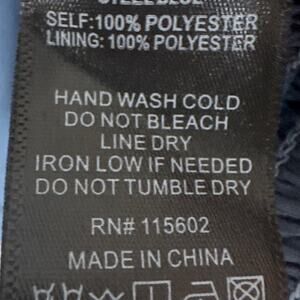 SELF:100% POLYESTER
LINING: 100% POLYESTER
HAND WASH COLD
DO NOT BLEACH
LINE DRY
IRON LOW IF NEEDED
DO NOT TUMBLE DRY
RN# 115602
MADE IN CHINA